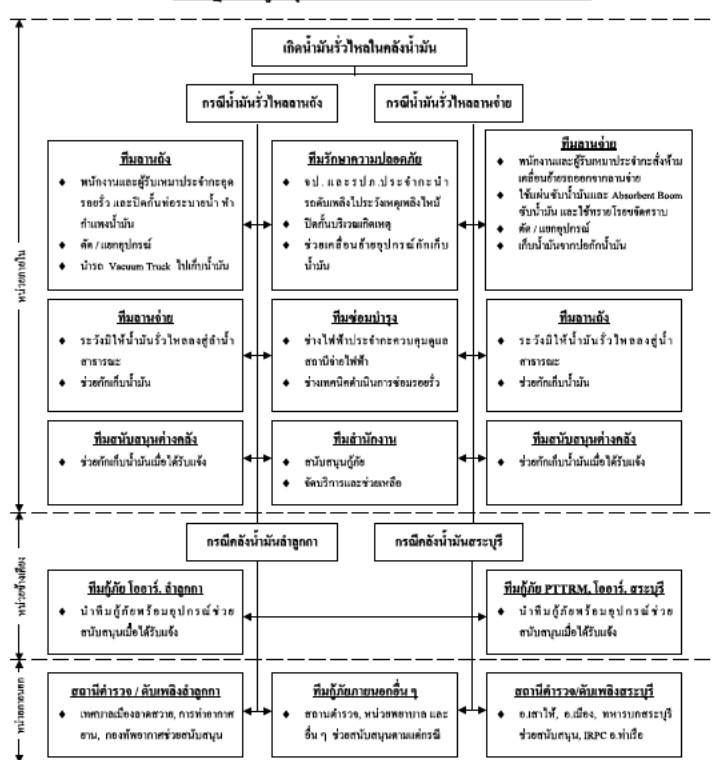 เกิดน้ำมันรั่วไหลในคลังน้ำมัน
กรณีน้ำมันรั่วไหลลานถัง
กรณีน้ำมันรั่วไหลลานจ่าย
ทีมลานถัง
♦ พนักงานและผู้รับเหมาประจำกะอุด
รอยรั่ว และปิดกั้นท่อระบายน้ำ ทำ
กำแพงน้ำมัน
♦ ตัด / แยกอุปกรณ์
♦ นำรถ Vacuum Truck ไปเก็บน้ำมัน
ทีมรักษาความปลอดภัย
♦ จป. และรปภ.ประจำกะนำ
รถดับเพลิงไประวังเหตุเพลิงไหม้
♦ ปิดกั้นบริเวณเกิดเหตุ
♦ ช่วยเคลื่อนย้ายอุปกรณ์กักเก็บ
น้ำมัน
ทีมลานจ่าย
♦ พนักงานและผู้รับเหมาประจำกะสั่งห้าม
เคลื่อนย้ายรถออกจากลานจ่าย
♦ ใช้แผ่นซับน้ำมันและ Absorbent Boom
ซับน้ำมัน และใช้ทรายโรยขจัดคราบ
♦ ตัด / แยกอุปกรณ์
♦ เก็บน้ำมันจากบ่อกักน้ำมัน
หน่วยภายใน
ทีมลานจ่าย
♦ ระวังมิให้น้ำมันรั่วไหลลงสู่ลำน้ำ
สาธารณะ
♦ ช่วยกักเก็บน้ำมัน
ทีมซ่อมบำรุง
♦ ช่างไฟฟ้าประจำกะควบคุมดูแล
สถานีจ่ายไฟฟ้า
♦ ช่างเทคนิคดำเนินการซ่อมรอยรั่ว
ทีมลานถัง
♦ ระวังมิให้น้ำมันรั่วไหลลงสู่น้ำ
สาธารณะ
♦ ช่วยกักเก็บน้ำมัน
ทีมสนับสนุนต่างคลัง
♦ ช่วยกักเก็บน้ำมันเมื่อได้รับแจ้ง
ทีมสำนักงาน
♦ สนับสนุนกู้ภัย
♦ จัดบริการและช่วยเหลือ
ทีมสนับสนุนต่างคลัง
♦ ช่วยกักเก็บน้ำมันเมื่อได้รับแจ้ง
กรณีคลังน้ำมันลำลูกกา
กรณีคลังน้ำมันสระบุรี
หน่วยข้างเคียง
ทีมกู้ภัย โออาร์. ลำลูกกา
♦ นำทีมกู้ภัยพร้อมอุปกรณ์ช่วย
สนับสนุนเมื่อได้รับแจ้ง
ทีมกู้ภัย PTTRM, โออาร์. สระบุรี
♦ นำทีมกู้ภัยพร้อมอุปกรณ์ช่วย
สนับสนุนเมื่อได้รับแจ้ง
หน่วยภายนอก
สถานีตำรวจ / ดับเพลิงลำลูกกา
♦ เทศบาลเมืองลาดสวาย, การท่าอากาศ
ยาน, กองทัพอากาศช่วยสนับสนุน
ทีมกู้ภัยภายนอกอื่น ๆ
♦ สถานตำรวจ, หน่วยพยาบาล และ
อื่น ๆ ช่วยสนับสนุนตามแต่กรณี
สถานีตำรวจ/ดับเพลิงสระบุรี
♦ อ.เสาไห้, อ.เมือง, ทหารบกสระบุรี
ช่วยสนับสนุน, IRPC อ.ท่าเรือ